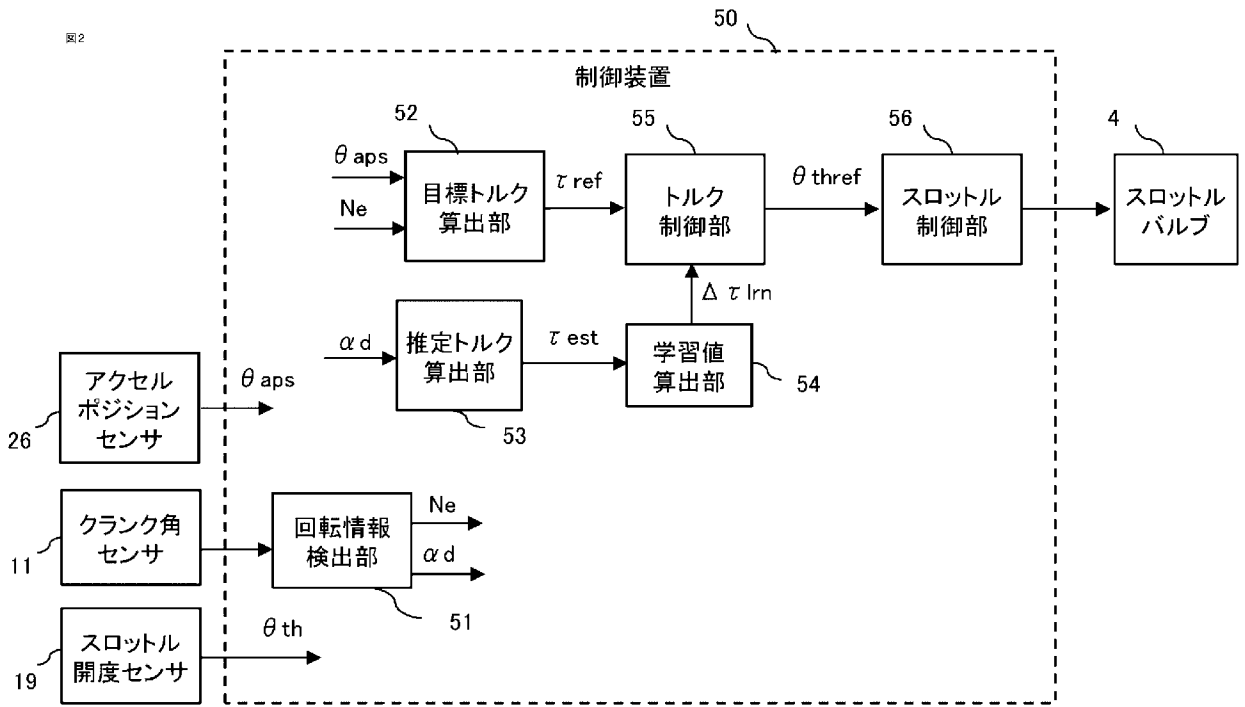 図2
50
制御装置
52
55
56
4
θaps
Ne
目標トルク
算出部
τref
トルク
制御部
θthref
スロットル
制御部
スロットル
バルブ
Δτlrn
αd
推定トルク
算出部
τest
学習値
算出部
54
53
アクセル
ポジション
センサ
26
θaps
クランク角
センサ
11
回転情報
検出部
Ne
αd
51
スロットル
開度センサ
19
θth